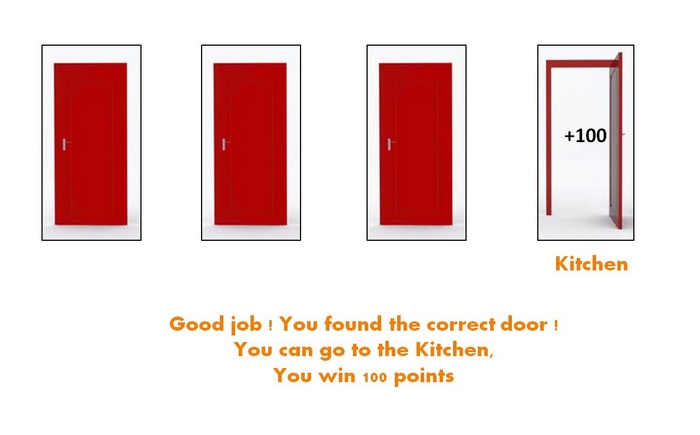 +100
Kitchen
Good job ! You found the correct door !
You can go to the Kitchen,
You win 100 points